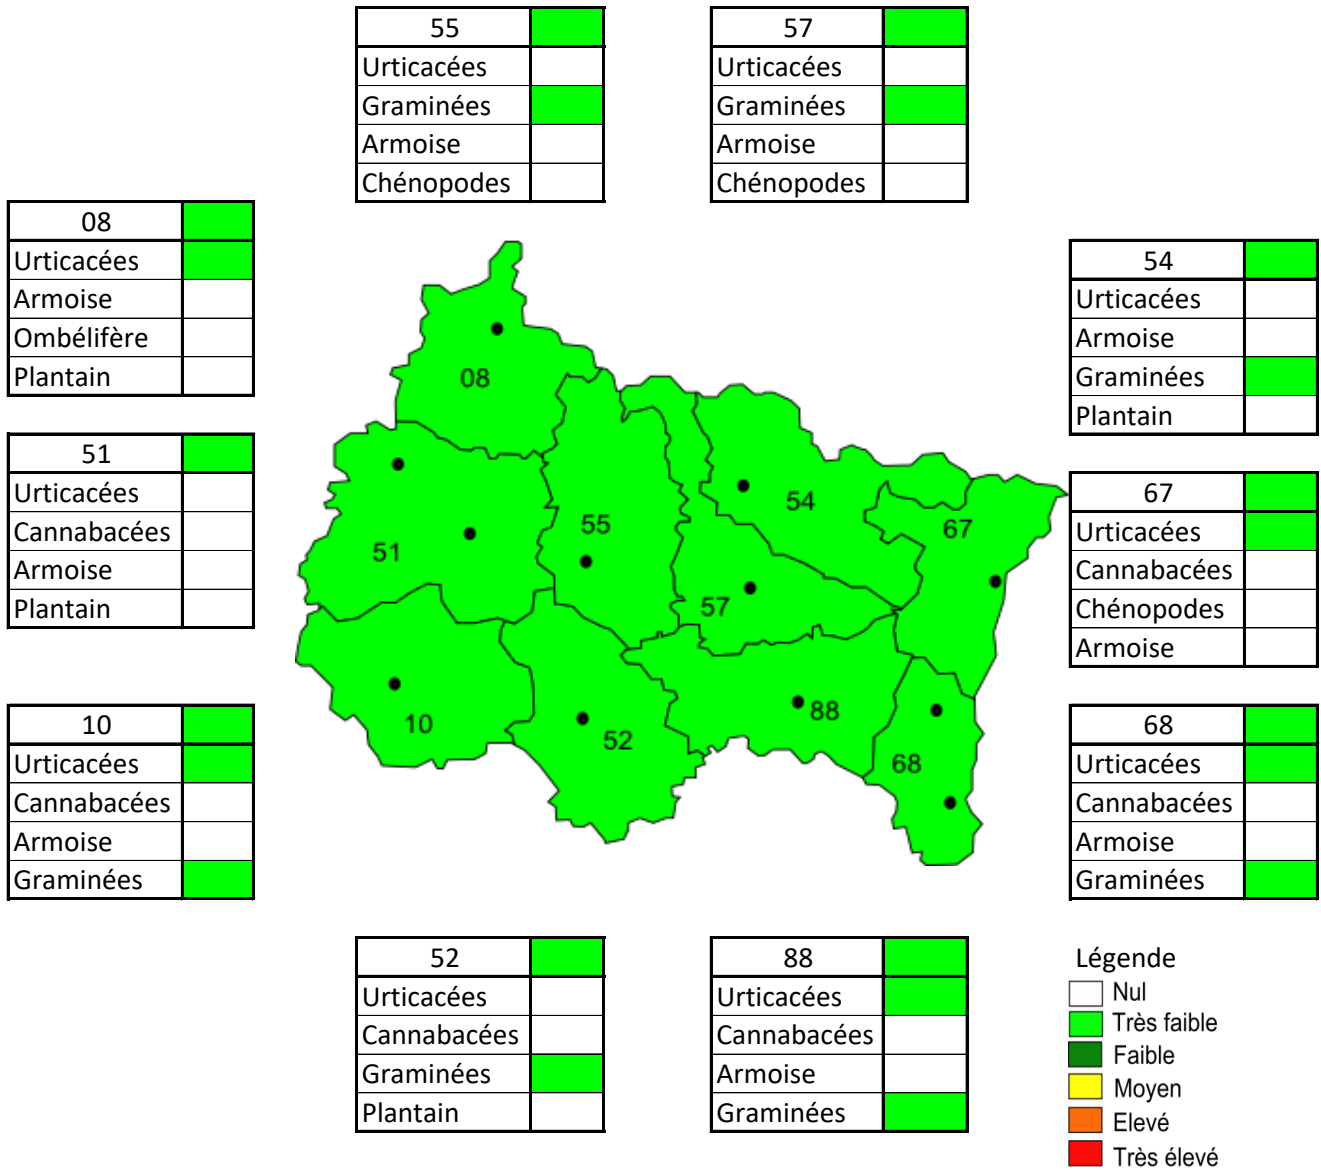 55
Urticacées
Graminées
Armoise
Chénopodes
57
Urticacées
Graminées
Armoise
Chénopodes
08
Urticacées
Armoise
Ombélifère
Plantain
54
Urticacées
Armoise
Graminées
Plantain
51
Urticacées
Cannabacées
Armoise
Plantain
67
Urticacées
Cannabacées
Chénopodes
Armoise
08
54
55
67
51
57
10
52
88
68
10
Urticacées
Cannabacées
Armoise
Graminées
68
Urticacées
Cannabacées
Armoise
Graminées
52
Urticacées
Cannabacées
Graminées
Plantain
88
Urticacées
Cannabacées
Armoise
Graminées
Légende
Nul
Très faible
Faible
Moyen
Elevé
Très élevé